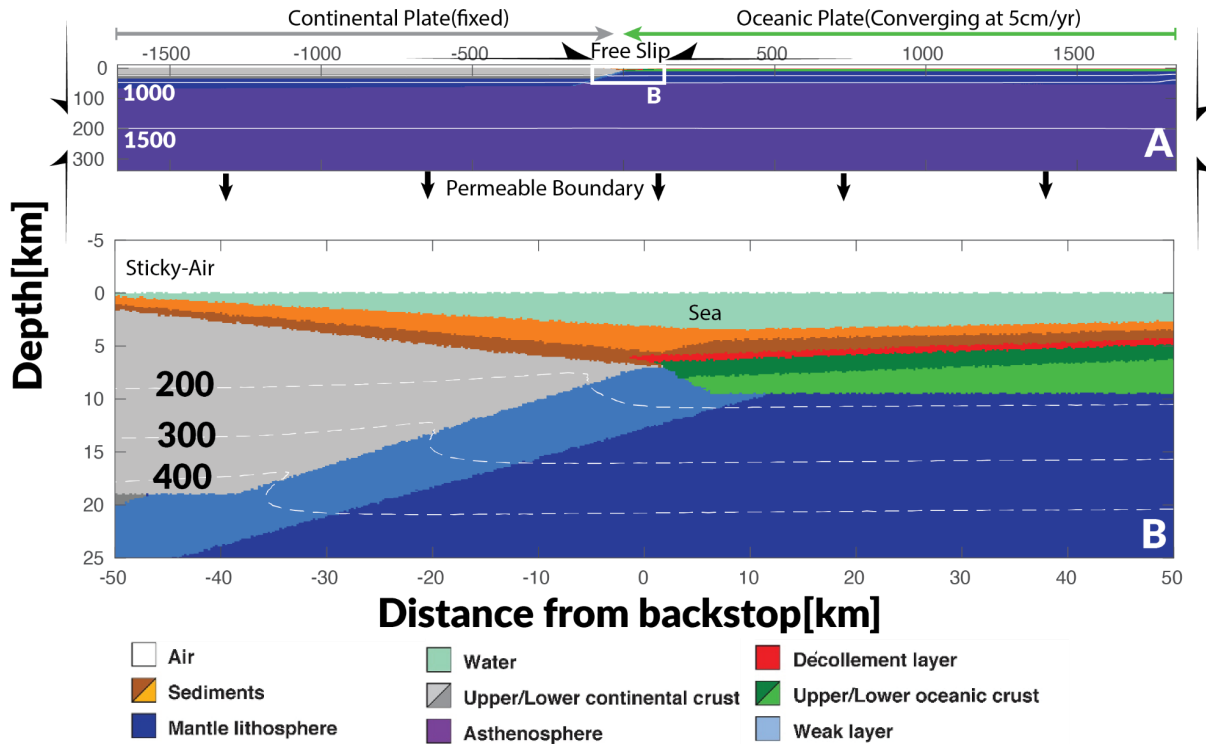 Continental Plate(fixed)
Oceanic Plate(Converging at 5cm/yr)
Free Slip
-1500 -1000 -500 500 1000 1500
0
100
200
300
1000
1500
B
A
Permeable Boundary
Depth[km]
-5
0
5
10
15
20
25
Sticky-Air
Sea
200
300
400
B
-50 -40 -30 -20 -10 0 10 20 30 40 50
Distance from backstop[km]
Air
Water
Décollement layer
Sediments
Upper/Lower continental crust
Upper/Lower oceanic crust
Mantle lithosphere
Asthenosphere
Weak layer